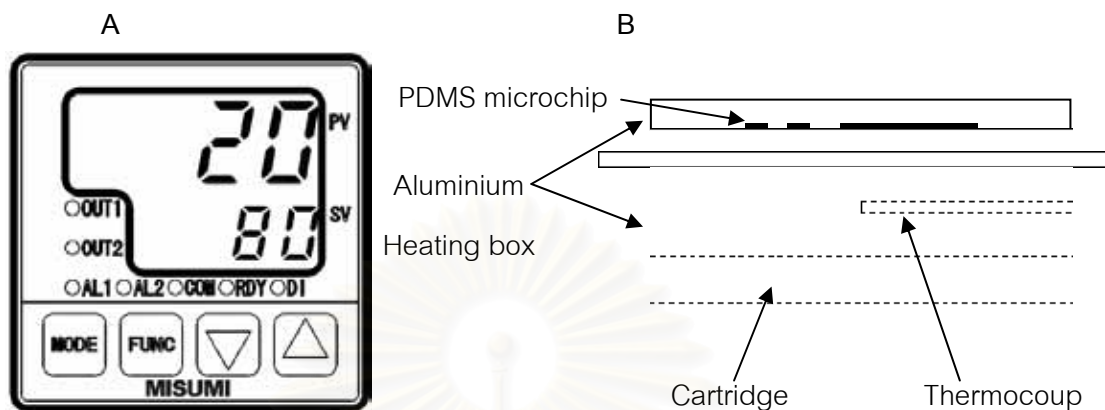 A
B
20 PV
80 SV
OUT1
OUT2
AL1 AL2 COM RDY DI
MODE FUNC
MISUMI
PDMS microchip
Aluminium
Heating box
Cartridge
Thermocoup